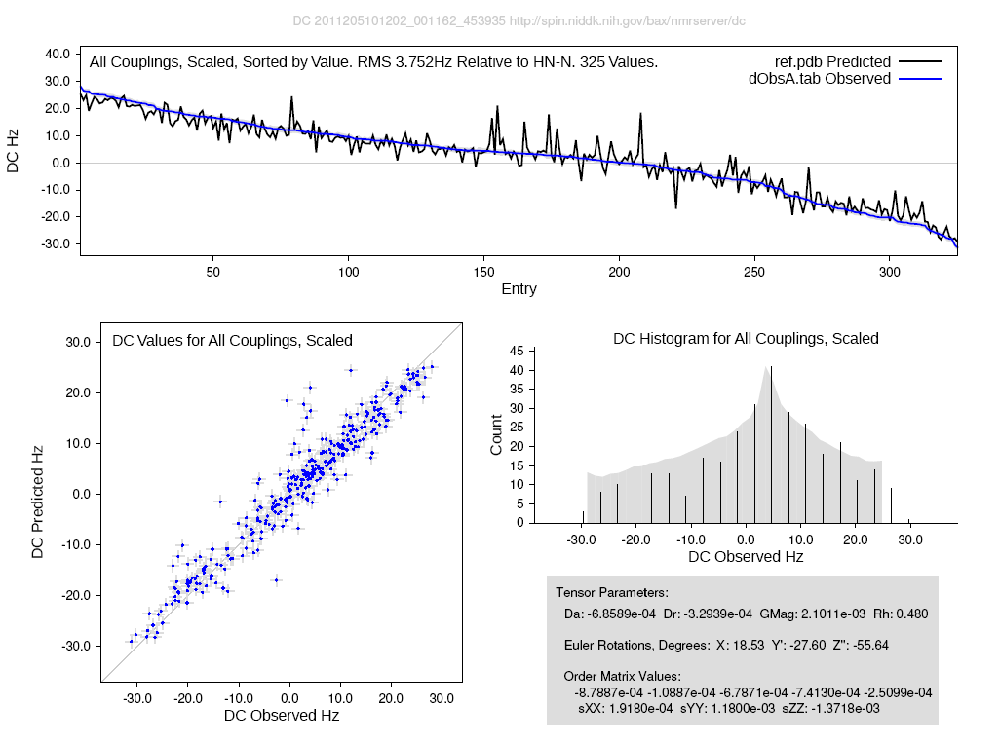 DC 2011205101202_001162_453935 http://spin.niddk.nih.gov/bax/nmrserver/dc
All Couplings, Scaled, Sorted by Value. RMS 3.752Hz Relative to HN-N. 325 Values.
ref.pdb Predicted
dObsA.tab Observed
DC Hz
40.0
30.0
20.0
10.0
0.0
-10.0
-20.0
-30.0
50 100 150 200 250 300
Entry
DC Values for All Couplings, Scaled
DC Predicted Hz
30.0
20.0
10.0
0.0
-10.0
-20.0
-30.0
-30.0 -20.0 -10.0 0.0 10.0 20.0 30.0
DC Observed Hz
DC Histogram for All Couplings, Scaled
Count
45
40
35
30
25
20
15
10
5
0
-30.0 -20.0 -10.0 0.0 10.0 20.0 30.0
DC Observed Hz
Tensor Parameters:
Da: -6.8589e-04 Dr: -3.2939e-04 GMag: 2.1011e-03 Rh: 0.480
Euler Rotations, Degrees: X: 18.53 Y': -27.60 Z'': -55.64
Order Matrix Values:
-8.7887e-04 -1.0887e-04 -6.7871e-04 -7.4130e-04 -2.5099e-04
sXX: 1.9180e-04 sYY: 1.1800e-03 sZZ: -1.3718e-03